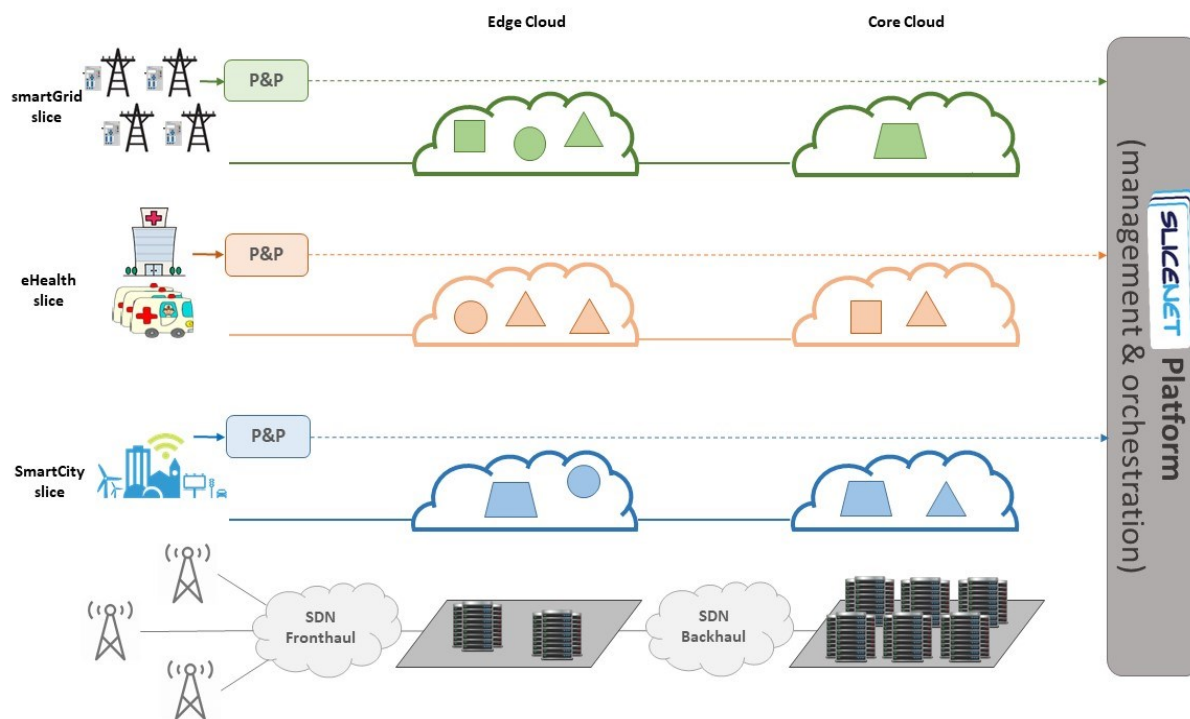 Edge Cloud
Core Cloud
smartGrid
slice
P&P
eHealth
slice
P&P
SmartCity
slice
P&P
SDN
Fronthaul
SDN
Backhaul
SLICENET Platform
(management & orchestration)